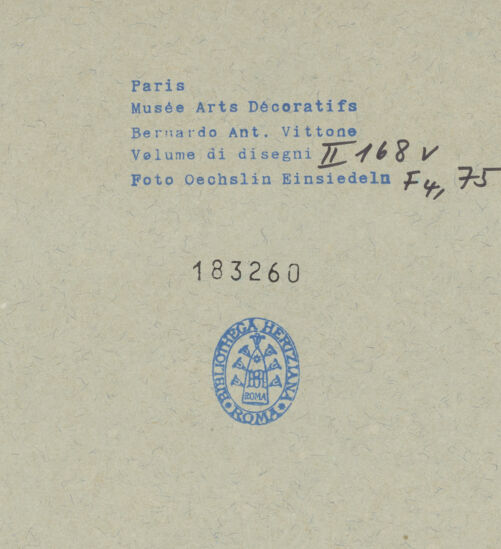 Paris
Musée Arts Décoratifs
Bernardo Ant. Vittone
Volume di disegni II 168 v
Foto Oechslin Einsiedeln F4, 75
183260
BIBLIOTHECA HERTZIANA
ROMA
ROMA